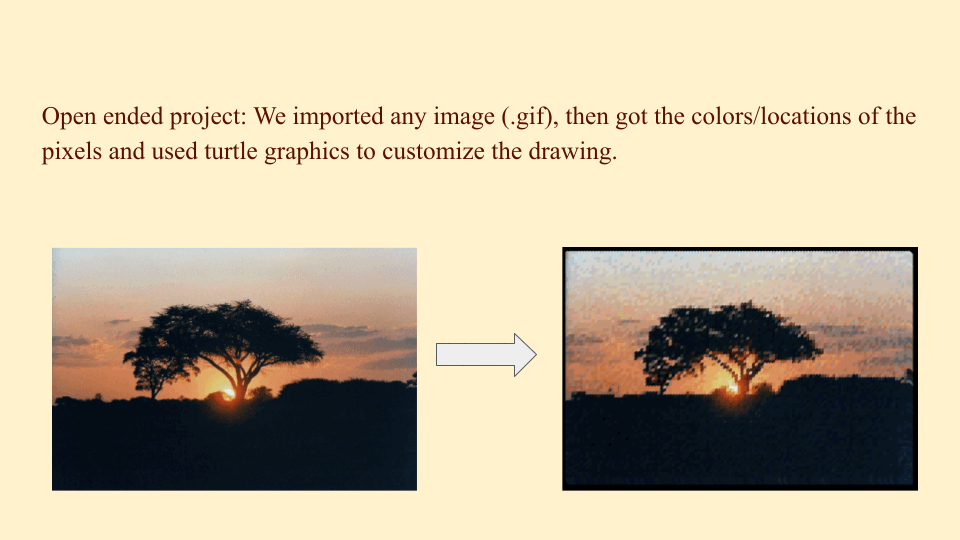 Open ended project: We imported any image (.gif), then got the colors/locations of the
pixels and used turtle graphics to customize the drawing.